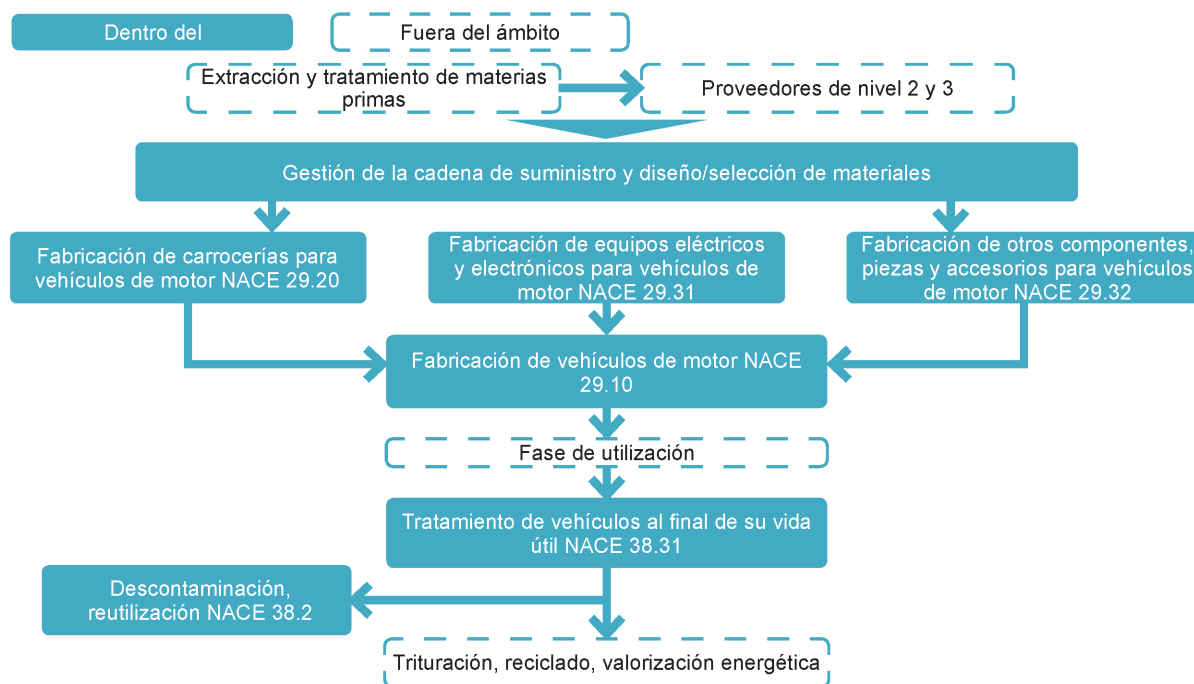 Dentro del
Fuera del ámbito
Extracción y tratamiento de materias
primas
Proveedores de nivel 2 y 3
Gestión de la cadena de suministro y diseño/selección de materiales
Fabricación de carrocerías para
vehículos de motor NACE 29.20
Fabricación de equipos eléctricos
y electrónicos para vehículos de
motor NACE 29.31
Fabricación de otros componentes,
piezas y accesorios para vehículos
de motor NACE 29.32
Fabricación de vehículos de motor NACE
29.10
Fase de utilización
Tratamiento de vehículos al final de su vida
útil NACE 38.31
Descontaminación,
reutilización NACE 38.2
Trituración, reciclado, valorización energética